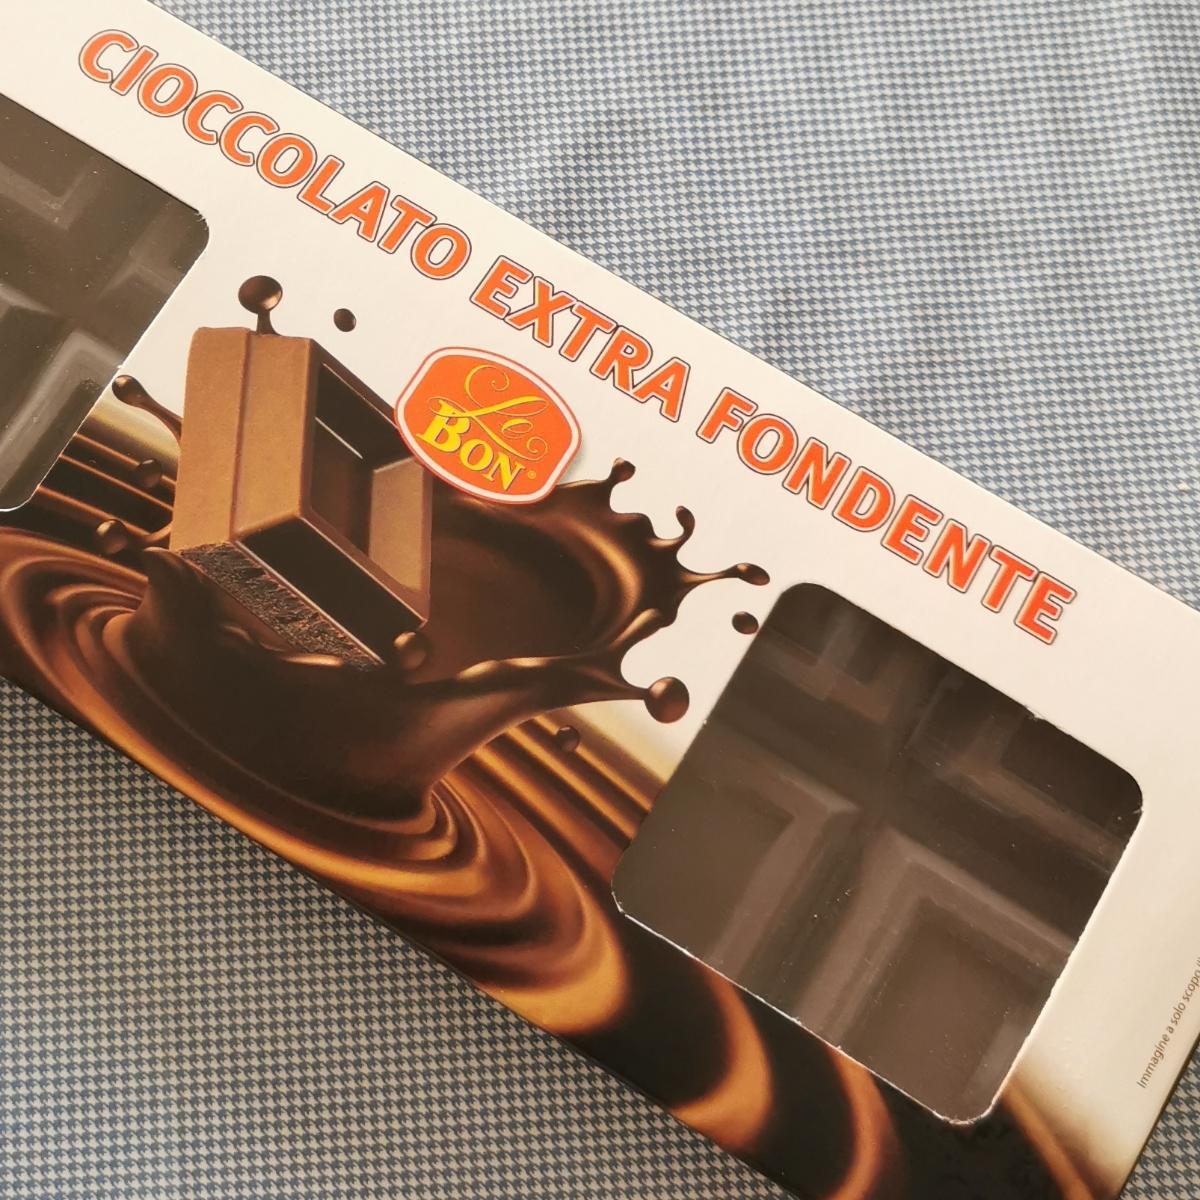 CIOCCOLATO EXTRA FONDENTE
Le
BON®
Immagine a solo scopo